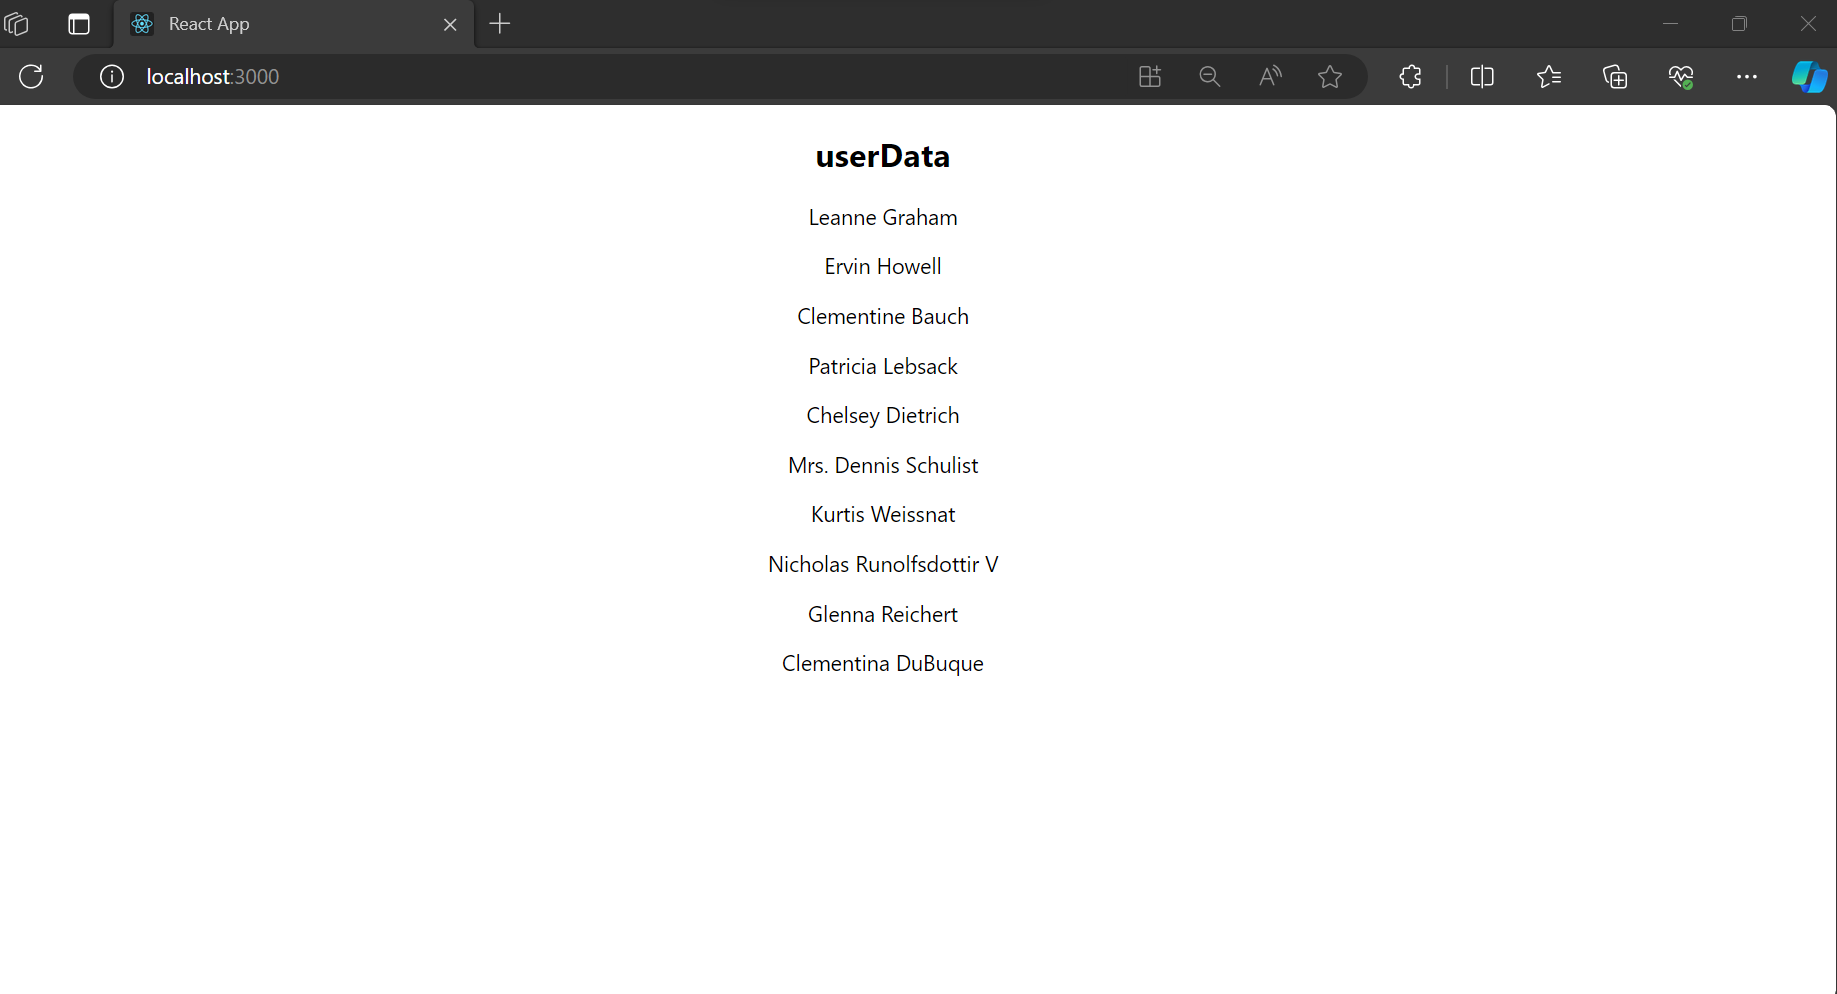 React App
localhost:3000
userData
Leanne Graham
Ervin Howell
Clementine Bauch
Patricia Lebsack
Chelsey Dietrich
Mrs. Dennis Schulist
Kurtis Weissnat
Nicholas Runolfsdottir V
Glenna Reichert
Clementina DuBuque